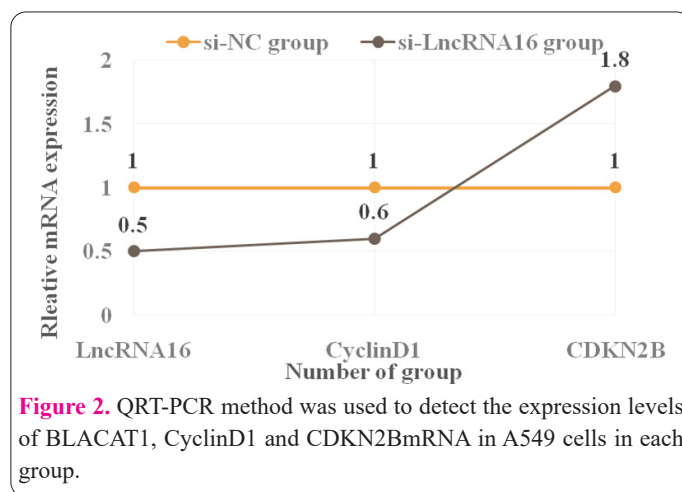 si-NC group si-LncRNA16 group
Rleative mRNA expression
2
1.5
1
0.5
0
1 1 1
0.5 0.6 1.8
LncRNA16 CyclinD1 CDKN2B
Number of group
Figure 2. QRT-PCR method was used to detect the expression levels
of BLACAT1, CyclinD1 and CDKN2BmRNA in A549 cells in each
group.